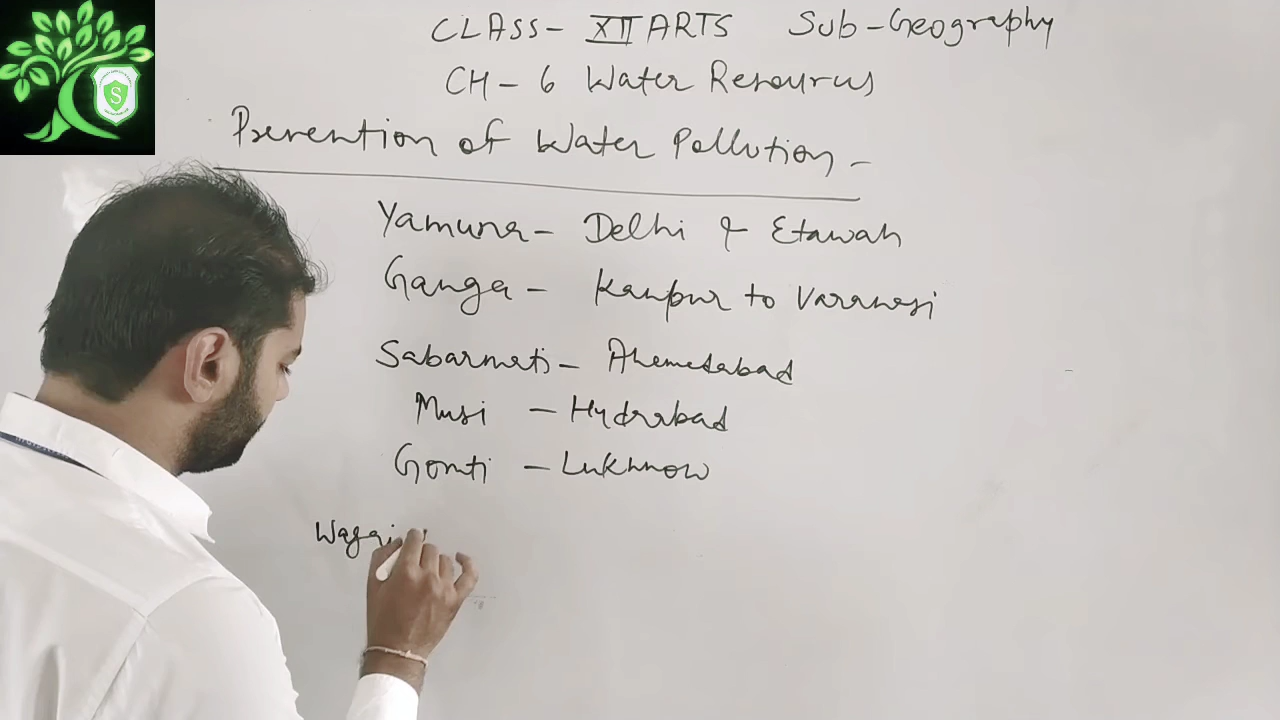 CLASS- XII ARTS Sub-Geography
CH- 6 Water Resources
Prevention of Water Pollution -
Yamuna- Delhi & Etawah
Ganga - Kanpur to Varanasi
Sabarmati- Ahemedabad
Musi - Hydrabad
Gomti - Lukhnow
S